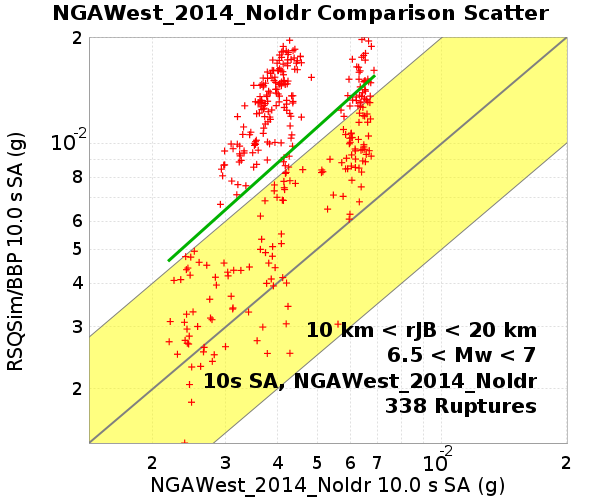 NGAWest_2014_NoIdr Comparison Scatter
RSQSim/BBP 10.0 s SA (g)
2
10-2
8
6
5
4
3
2
10 km < rJB < 20 km
6.5 < Mw < 7
10s SA, NGAWest_2014_NoIdr
338 Ruptures
2 3 4 5 6 7 10-2 2
NGAWest_2014_NoIdr 10.0 s SA (g)